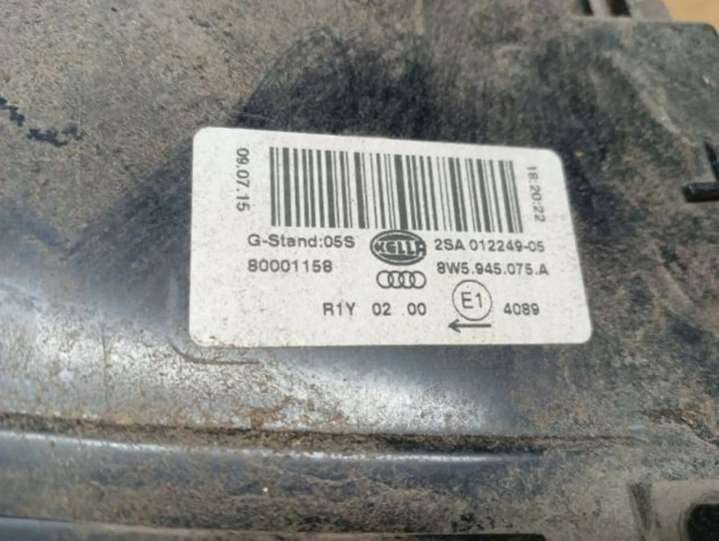 09.07.15
18:20:22
G-Stand:05S HELLA 2SA 012249-05
80001158 8W5.945.075.A
R1Y 02 00 E1 4089